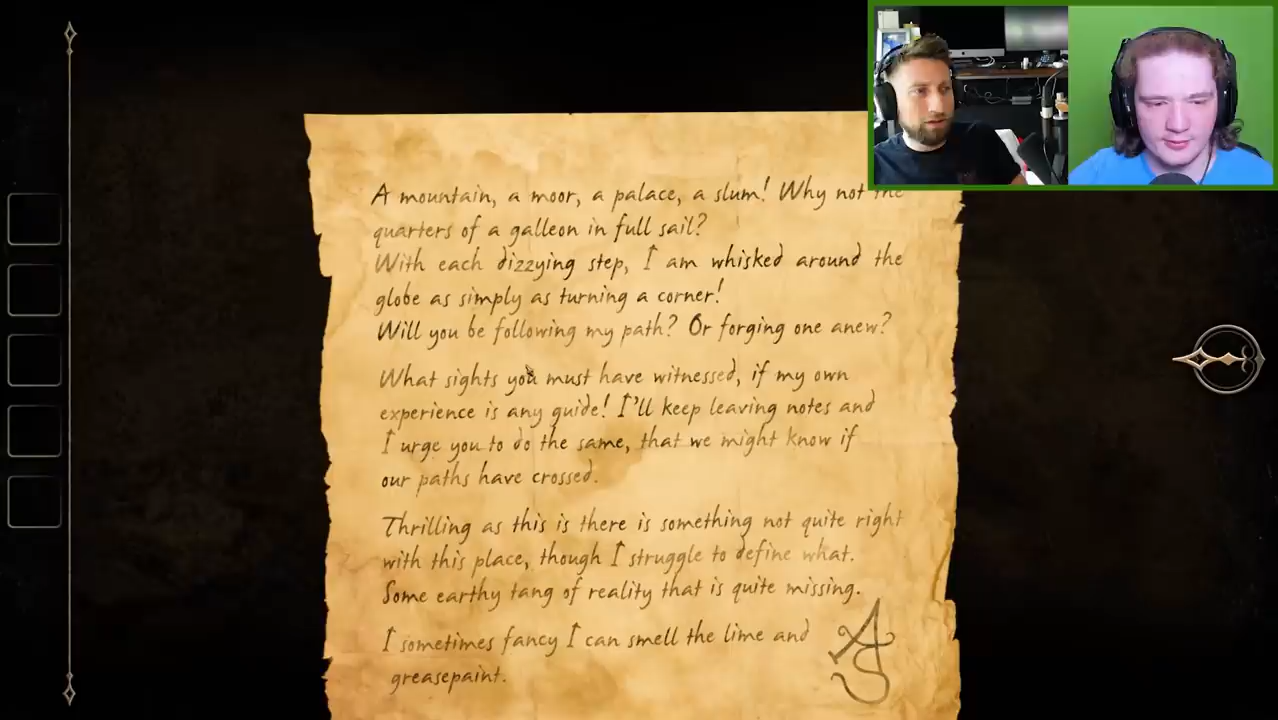 A mountain, a moor, a palace, a slum! Why not the
quarters of a galleon in full sail?
With each dizzying step, I am whisked around the
globe as simply as turning a corner!
Will you be following my path? Or forging one anew?
What sights you must have witnessed, if my own
experience is any guide! I'll keep leaving notes and
I urge you to do the same, that we might know if
our paths have crossed.
Thrilling as this is there is something not quite right
with this place, though I struggle to define what.
Some earthy tang of reality that is quite missing.
I sometimes fancy I can smell the lime and
greasepaint.
AS